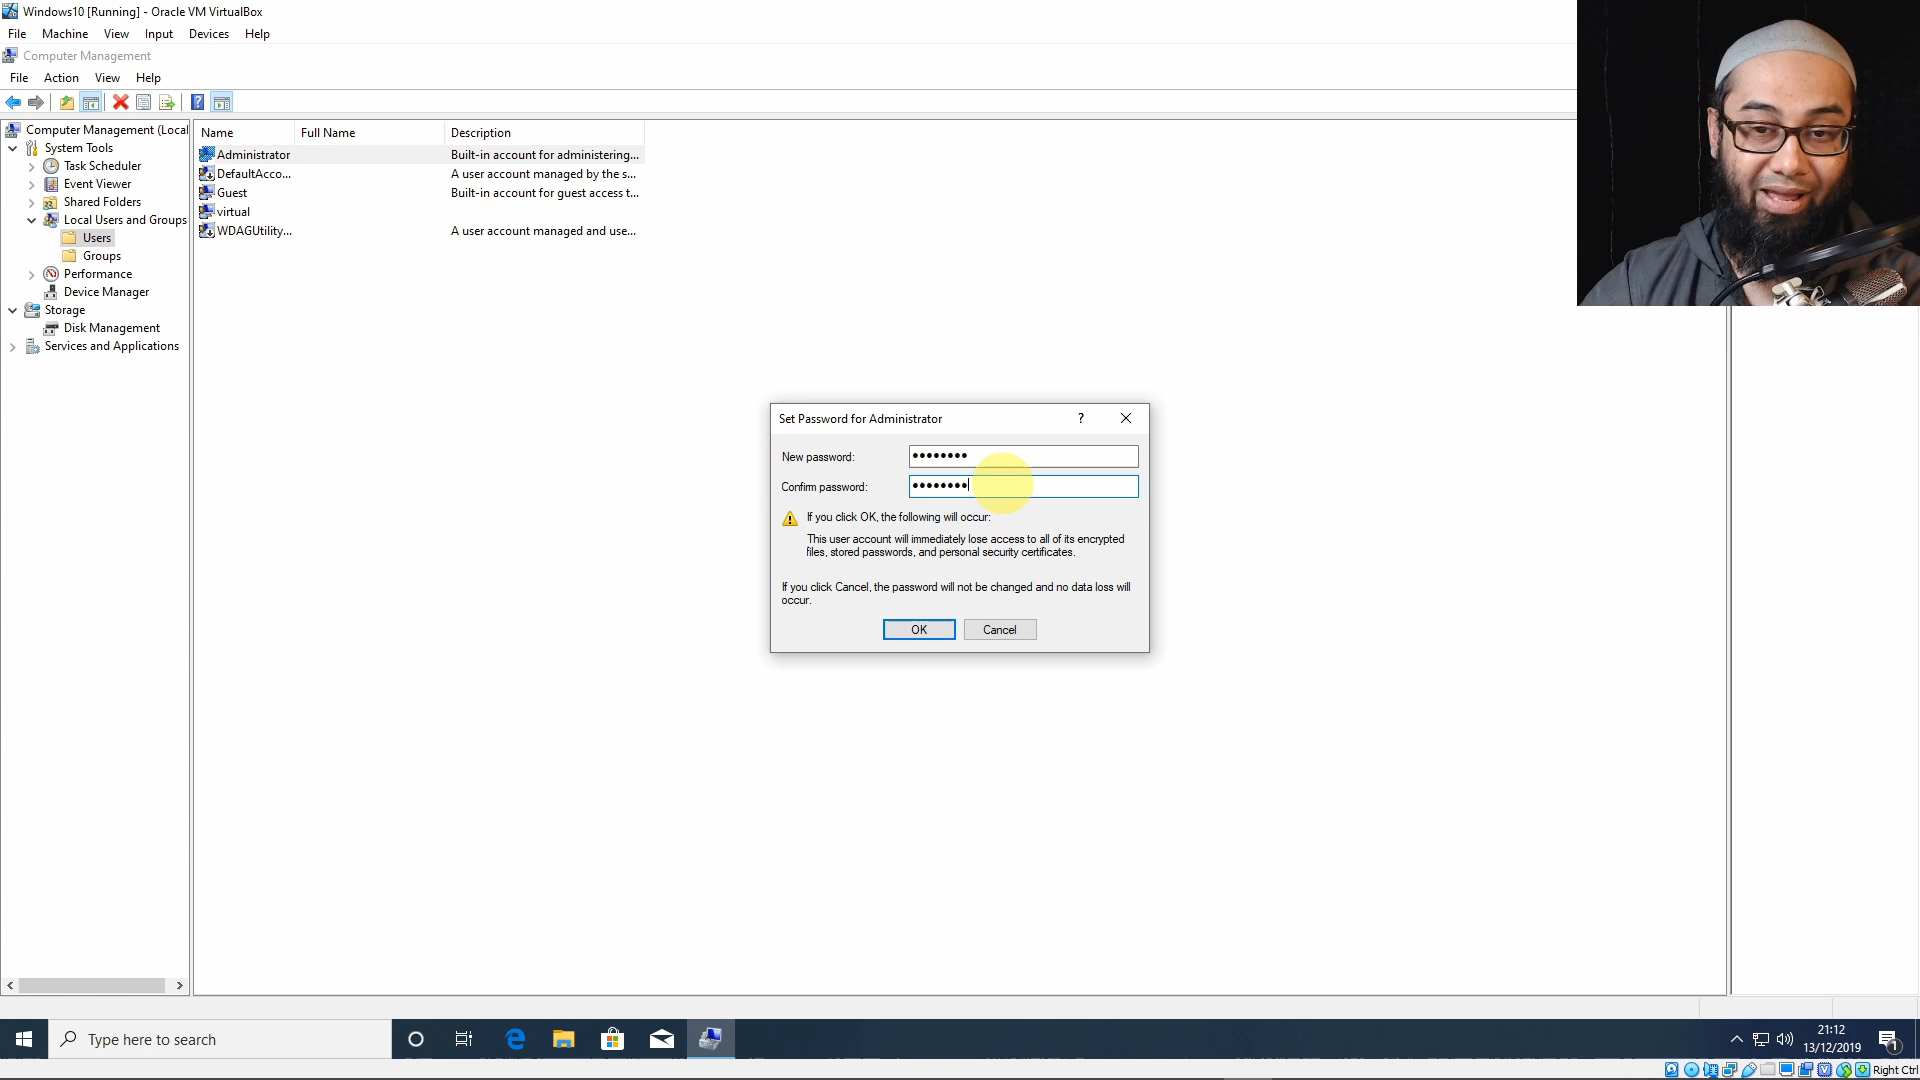 Windows10 [Running] - Oracle VM VirtualBox
File Machine View Input Devices Help
Computer Management
File Action View Help
Computer Management (Local
System Tools
Task Scheduler
Event Viewer
Shared Folders
Local Users and Groups
Users
Groups
Performance
Device Manager
Storage
Disk Management
Services and Applications
Name Full Name Description
Administrator Built-in account for administering...
DefaultAcco... A user account managed by the s...
Guest Built-in account for guest access t...
virtual
WDAGUtility... A user account managed and use...
Set Password for Administrator ?
New password: ••••••••
Confirm password: ••••••••
If you click OK, the following will occur:
This user account will immediately lose access to all of its encrypted
files, stored passwords, and personal security certificates.
If you click Cancel, the password will not be changed and no data loss will
occur.
OK Cancel
Type here to search
21:12
13/12/2019
1
Right Ctrl